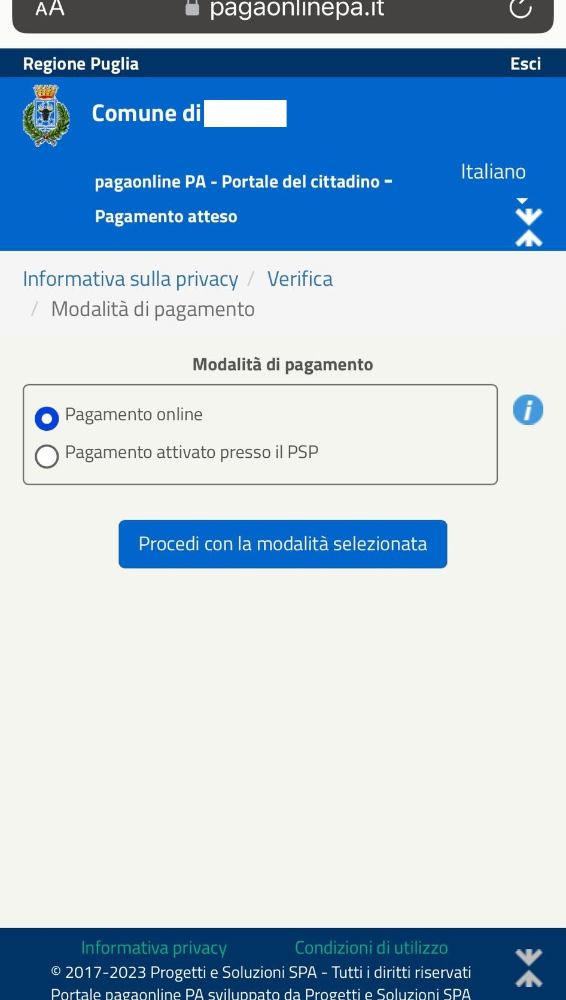 AA pagaonlinepa.it
Regione Puglia Esci
Comune di
Italiano
pagaonline PA - Portale del cittadino -
Pagamento atteso
Informativa sulla privacy / Verifica
/ Modalità di pagamento
Modalità di pagamento
Pagamento online
i
Pagamento attivato presso il PSP
Procedi con la modalità selezionata
Informativa privacy Condizioni di utilizzo
© 2017-2023 Progetti e Soluzioni SPA - Tutti i diritti riservati
Portale pagaonline PA sviluppato da Progetti e Soluzioni SPA